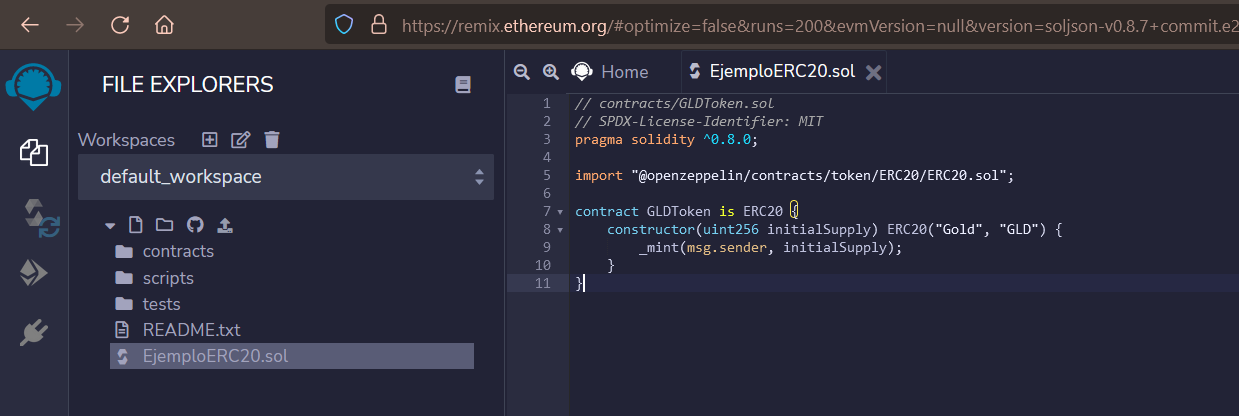 https://remix.ethereum.org/#optimize=false&runs=200&evmVersion=null&version=soljson-v0.8.7+commit.e2
FILE EXPLORERS
Workspaces
default_workspace
contracts
scripts
tests
README.txt
EjemploERC20.sol
Home
EjemploERC20.sol
1 // contracts/GLDToken.sol
2 // SPDX-License-Identifier: MIT
3 pragma solidity ^0.8.0;
4
5 import "@openzeppelin/contracts/token/ERC20/ERC20.sol";
6
7 contract GLDToken is ERC20 {
8     constructor(uint256 initialSupply) ERC20("Gold", "GLD") {
9         _mint(msg.sender, initialSupply);
10     }
11 }